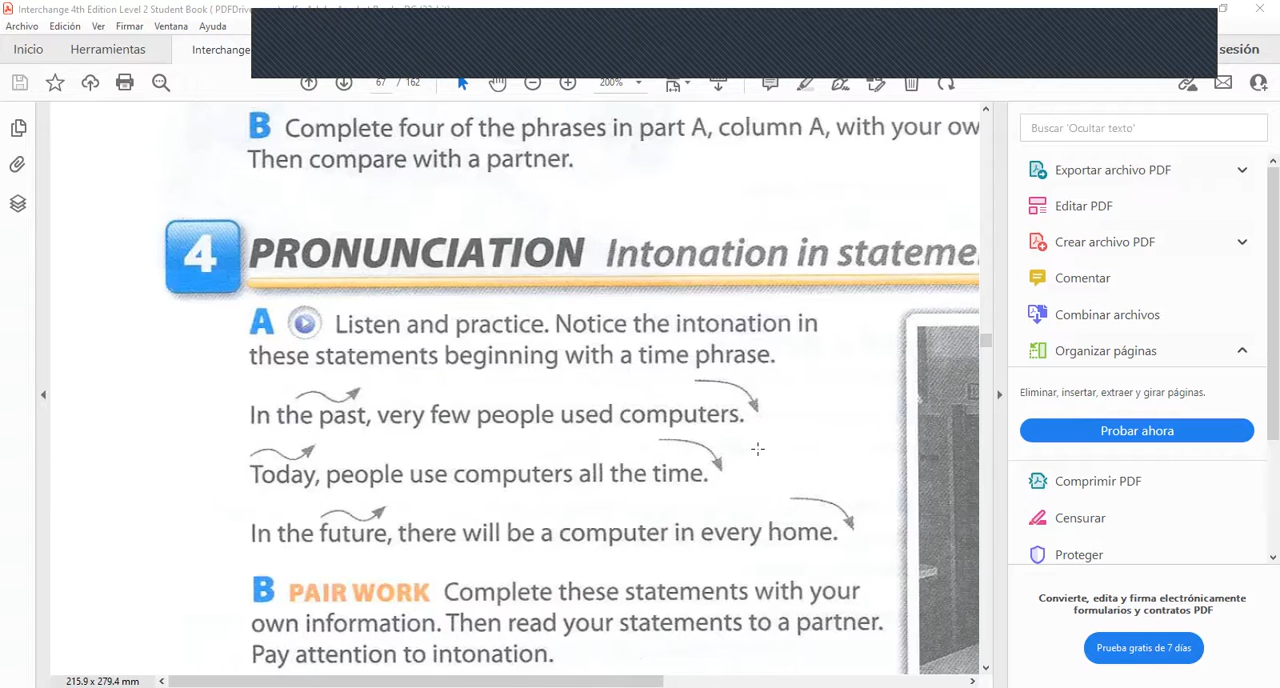 Interchange 4th Edition Level 2 Student Book ( PDFDriv
Archivo Edición Ver Firmar Ventana Ayuda
Inicio Herramientas Interchange sesión
67 / 162 200%
B Complete four of the phrases in part A, column A, with your ow
Then compare with a partner.
4 PRONUNCIATION Intonation in stateme
A Listen and practice. Notice the intonation in
these statements beginning with a time phrase.
In the past, very few people used computers.
Today, people use computers all the time.
In the future, there will be a computer in every home.
B PAIR WORK Complete these statements with your
own information. Then read your statements to a partner.
Pay attention to intonation.
215.9 x 279.4 mm
Buscar 'Ocultar texto'
Exportar archivo PDF
Editar PDF
Crear archivo PDF
Comentar
Combinar archivos
Organizar páginas
Eliminar, insertar, extraer y girar páginas.
Probar ahora
Comprimir PDF
Censurar
Proteger
Convierte, edita y firma electrónicamente
formularios y contratos PDF
Prueba gratis de 7 días